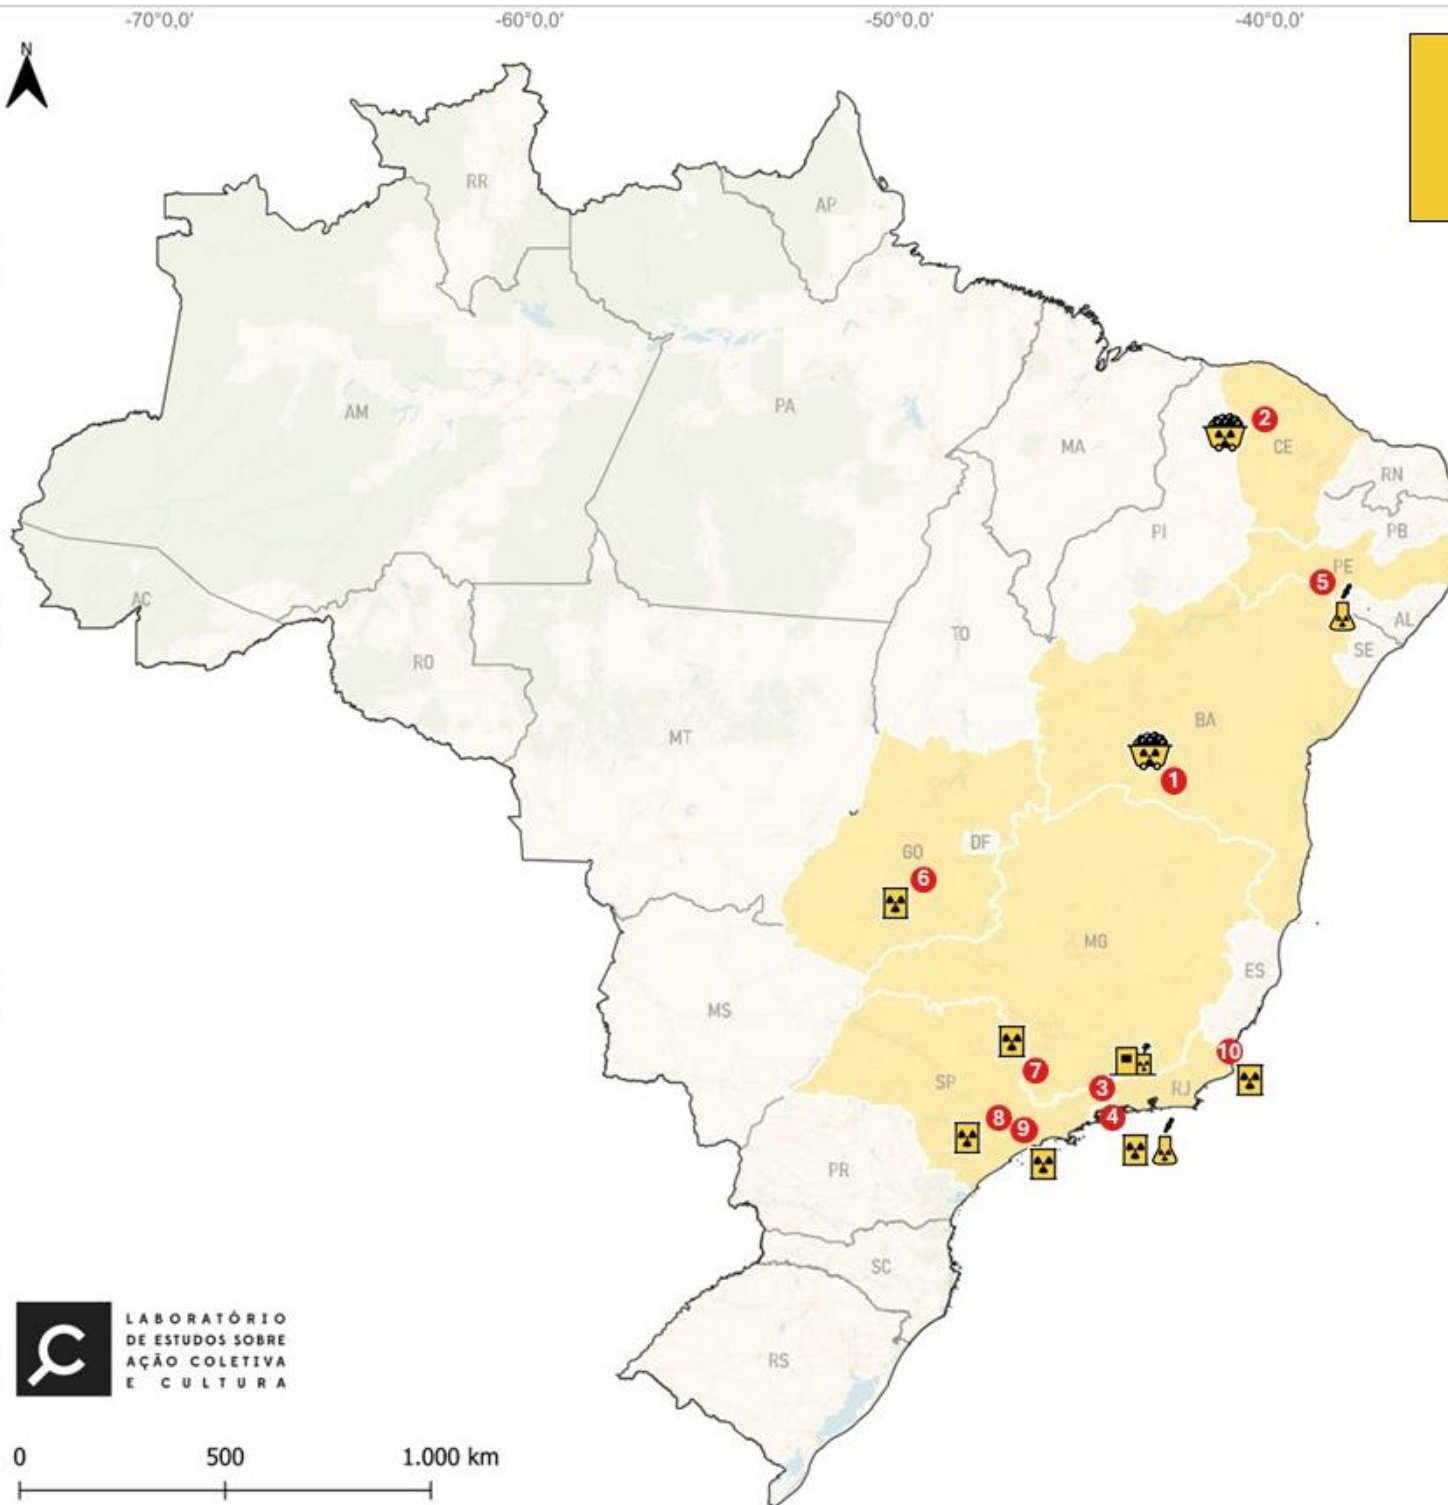 -70°0,0' -60°0,0' -50°0,0' -40°0,0'
N
RR
AP
AM
PA
MA
CE
2
RN
PI
PB
PE
5
AC
AL
TO
SE
RO
BA
MT
1
DF
GO
6
MG
ES
MS
10
7
SP
3
RJ
8
4
9
PR
SC
RS
LABORATÓRIO
DE ESTUDOS SOBRE
AÇÃO COLETIVA
E CULTURA
0 500 1.000 km